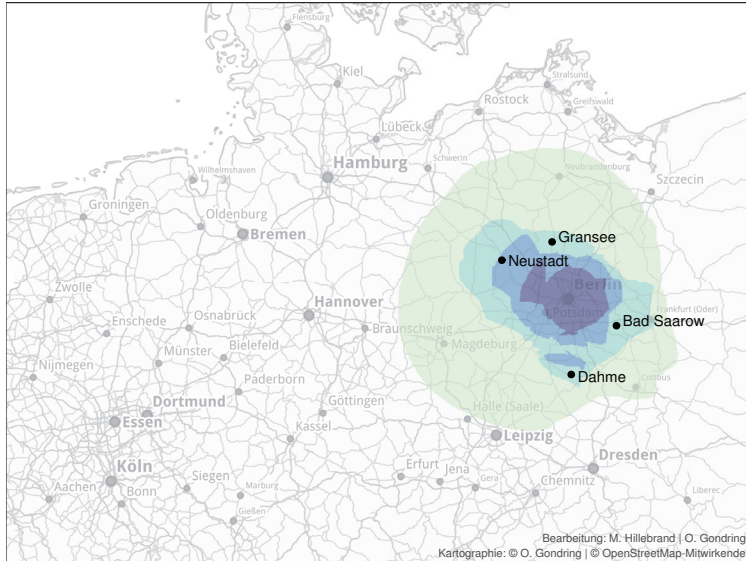 Flensburg
Kiel
Stralsund
Rostock
Greifswald
Lübeck
Hamburg
Schwerin
Wilhelmshaven
Neubrandenburg
Szczecin
Groningen
Oldenburg
Bremen
Gransee
Neustadt
Zwolle
Berlin
Hannover
Potsdam
Frankfurt (Oder)
Enschede
Osnabrück
Braunschweig
Bad Saarow
Bielefeld
Magdeburg
Münster
Nijmegen
Paderborn
Dahme
Cottbus
Dortmund
Göttingen
Halle (Saale)
Essen
Kassel
Leipzig
Dresden
Köln
Erfurt
Jena
Siegen
Chemnitz
Aachen
Bonn
Marburg
Gera
Liberec
Gießen
Bearbeitung: M. Hillebrand | O. Gondring
Kartographie: © O. Gondring | © OpenStreetMap-Mitwirkende